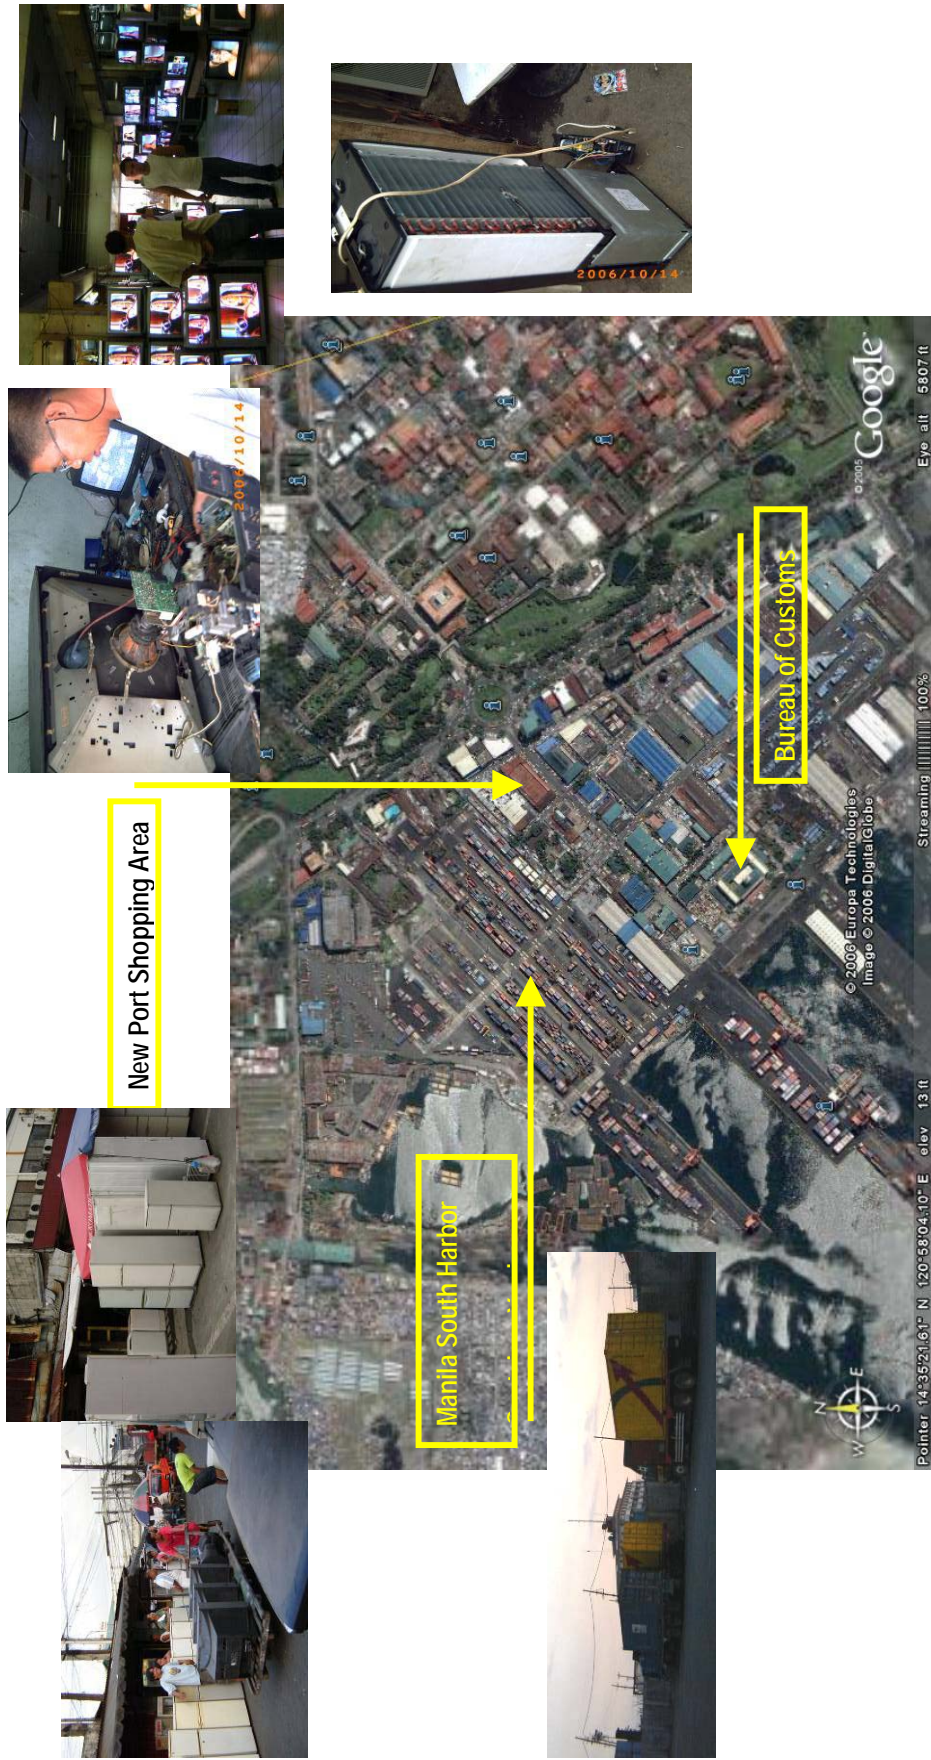 New Port Shopping Area
Manila South Harbor
Bureau of Customs
2006/10/14
2006/10/14
© 2006 Europa Technologies
Image © 2006 DigitalGlobe
© 2005
Google
Pointer 14°35'21.61" N 120°58'04.10" E elev 13 ft
Streaming |||||||||| 100%
Eye alt 5807 ft
N
W
E
S